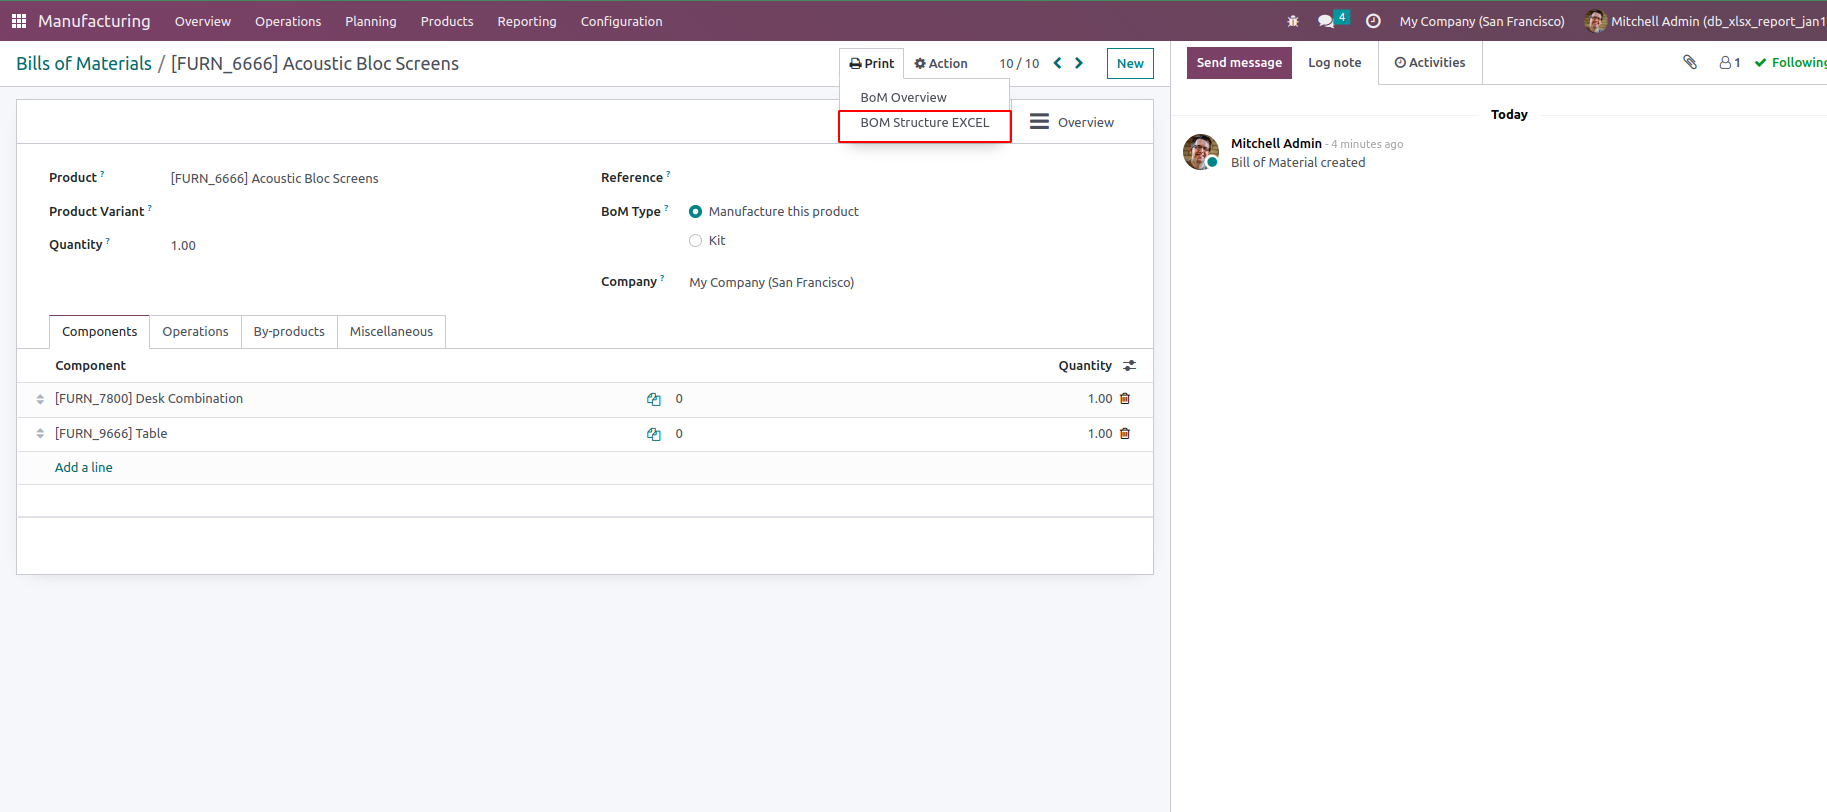 Manufacturing Overview Operations Planning Products Reporting Configuration 4 My Company (San Francisco) Mitchell Admin (db_xlsx_report_jan1
Bills of Materials / [FURN_6666] Acoustic Bloc Screens Print Action 10 / 10 New Send message Log note Activities 1 Following
BoM Overview
BOM Structure EXCEL Overview
Today
Mitchell Admin - 4 minutes ago
Bill of Material created
Product ? [FURN_6666] Acoustic Bloc Screens Reference ?
Product Variant ? BoM Type ? Manufacture this product
Quantity ? 1.00 Kit
Company ? My Company (San Francisco)
Components Operations By-products Miscellaneous
Component Quantity
[FURN_7800] Desk Combination 0 1.00
[FURN_9666] Table 0 1.00
Add a line